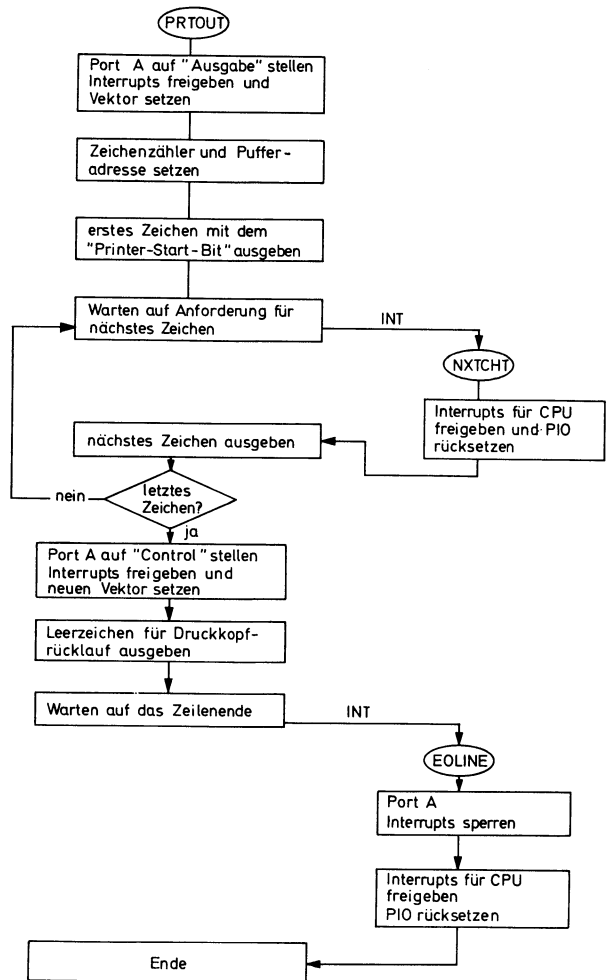 PRTOUT
Port A auf "Ausgabe" stellen
Interrupts freigeben und
Vektor setzen
Zeichenzähler und Puffer-
adresse setzen
erstes Zeichen mit dem
"Printer-Start-Bit" ausgeben
Warten auf Anforderung für
nächstes Zeichen
INT
NXTCHT
Interrupts für CPU
freigeben und PIO
rücksetzen
nächstes Zeichen ausgeben
letztes
Zeichen?
nein
ja
Port A auf "Control" stellen
Interrupts freigeben und
neuen Vektor setzen
Leerzeichen für Druckkopf-
rücklauf ausgeben
Warten auf das Zeilenende
INT
EOLINE
Port A
Interrupts sperren
Interrupts für CPU
freigeben
PIO rücksetzen
Ende